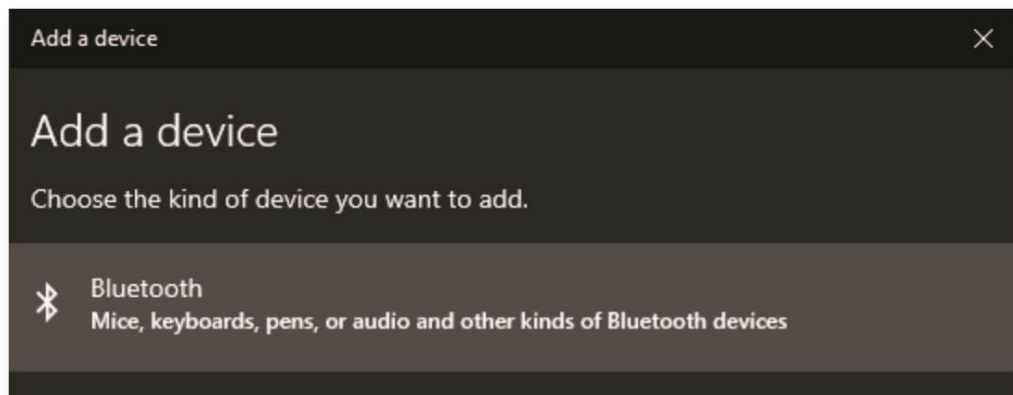 Add a device
Add a device
Choose the kind of device you want to add.
Bluetooth
Mice, keyboards, pens, or audio and other kinds of Bluetooth devices